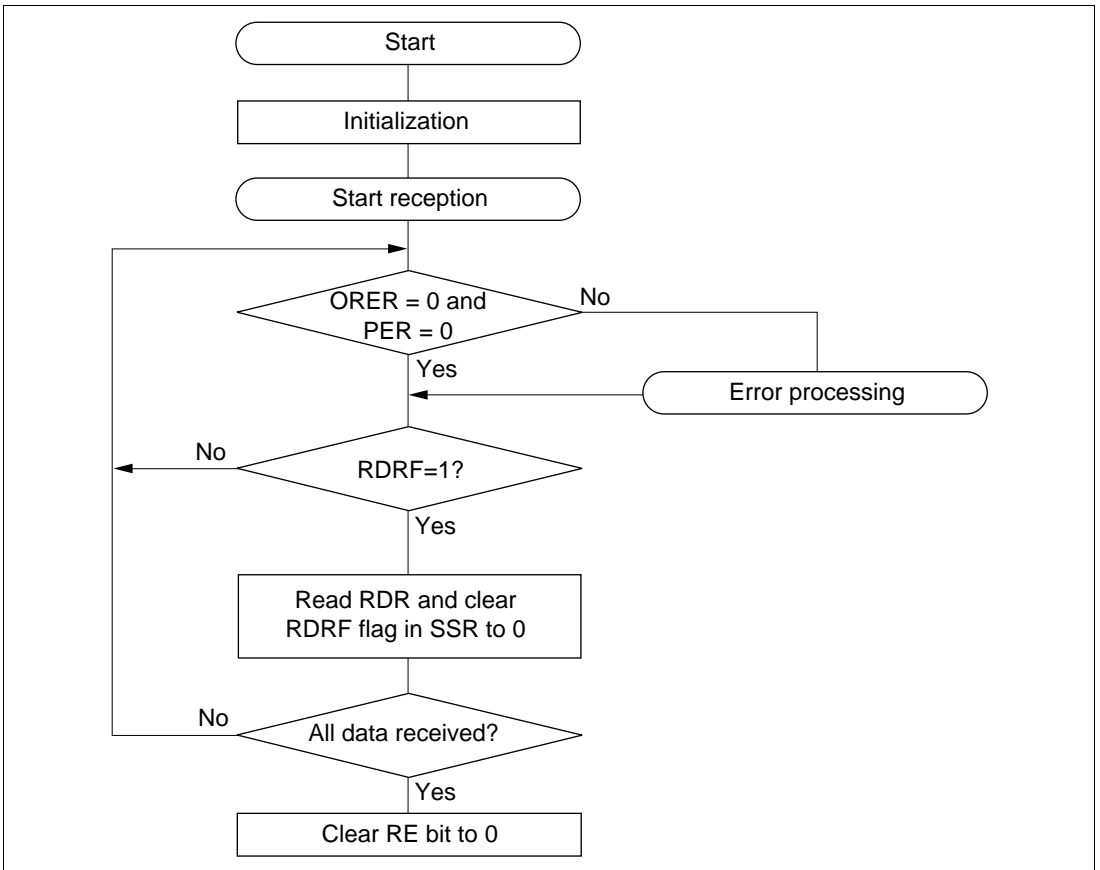 Start
Initialization
Start reception
ORER = 0 and
PER = 0
No
Yes
Error processing
No
RDRF=1?
Yes
Read RDR and clear
RDRF flag in SSR to 0
No
All data received?
Yes
Clear RE bit to 0